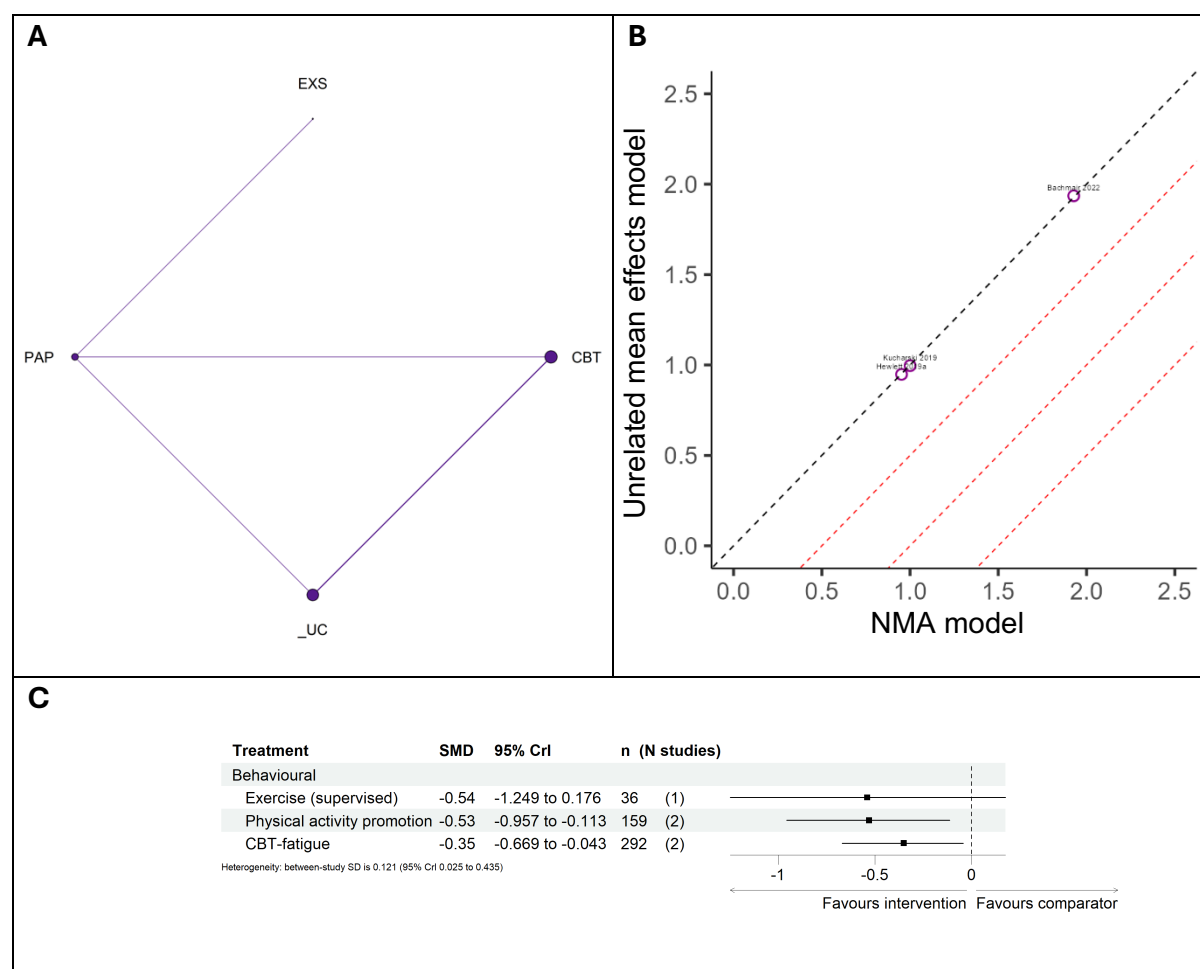 A
EXS
PAP
CBT
_UC
B
Unrelated mean effects model
2.5
2.0
1.5
1.0
0.5
0.0
Bachmair 2022
Kucharski 2019
0.0 0.5 1.0 1.5 2.0 2.5
NMA model
C
Treatment SMD 95% CrI n (N studies)
Behavioural
Exercise (supervised) -0.54 -1.249 to 0.176 36 (1)
Physical activity promotion -0.53 -0.957 to -0.113 159 (2)
CBT-fatigue -0.35 -0.669 to -0.043 292 (2)
Heterogeneity: between-study SD is 0.121 (95% CrI 0.025 to 0.435)
-1 -0.5 0
Favours intervention Favours comparator